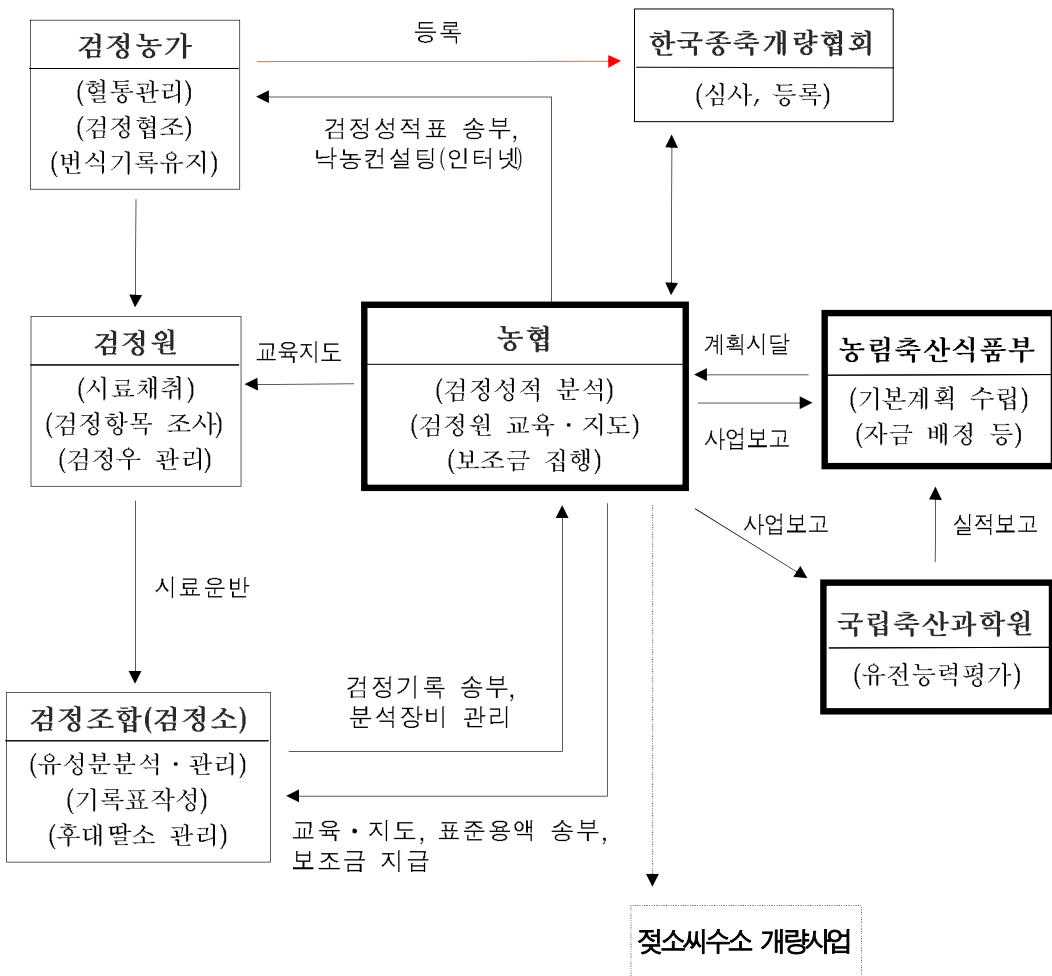 검정농가
(혈통관리)
(검정협조)
(번식기록유지)
등록
한국종축개량협회
(심사, 등록)
검정성적표 송부,
낙농컨설팅(인터넷)
검정원
(시료채취)
(검정항목 조사)
(검정우 관리)
교육지도
농협
(검정성적 분석)
(검정원 교육·지도)
(보조금 집행)
계획시달
사업보고
농림축산식품부
(기본계획 수립)
(자금 배정 등)
사업보고
실적보고
국립축산과학원
(유전능력평가)
시료운반
검정기록 송부,
분석장비 관리
검정조합(검정소)
(유성분분석·관리)
(기록표작성)
(후대딸소 관리)
교육·지도, 표준용액 송부,
보조금 지급
젖소씨수소 개량사업